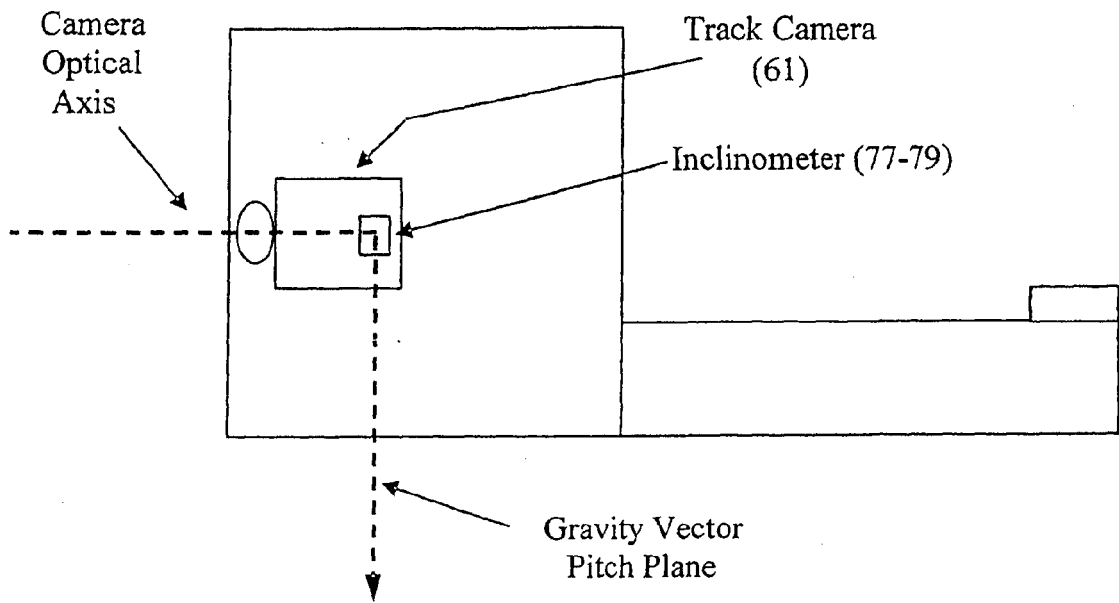 Camera
Optical
Axis
Track Camera
(61)
Inclinometer (77-79)
Gravity Vector
Pitch Plane